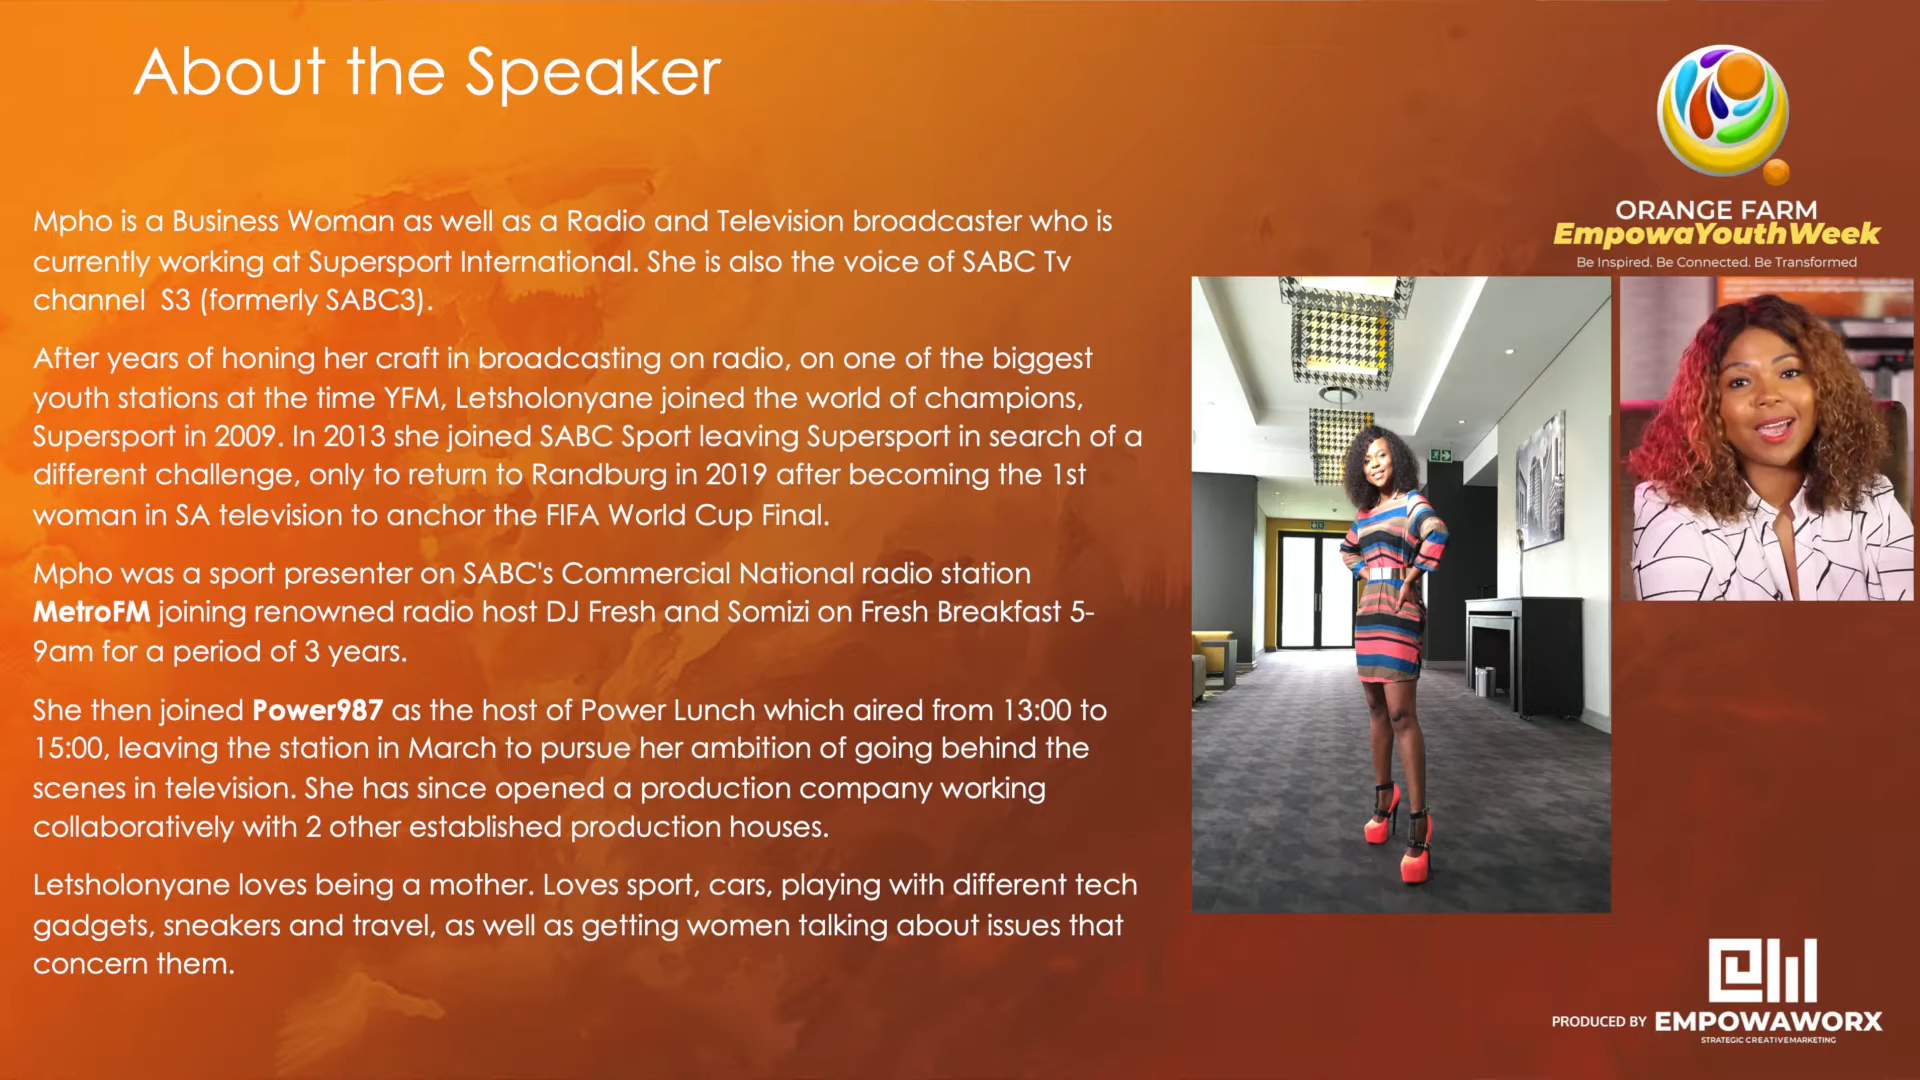 About the Speaker
Mpho is a Business Woman as well as a Radio and Television broadcaster who is
currently working at Supersport International. She is also the voice of SABC Tv
channel  S3 (formerly SABC3).
After years of honing her craft in broadcasting on radio, on one of the biggest
youth stations at the time YFM, Letsholonyane joined the world of champions,
Supersport in 2009. In 2013 she joined SABC Sport leaving Supersport in search of a
different challenge, only to return to Randburg in 2019 after becoming the 1st
woman in SA television to anchor the FIFA World Cup Final.
Mpho was a sport presenter on SABC's Commercial National radio station
MetroFM joining renowned radio host DJ Fresh and Somizi on Fresh Breakfast 5-
9am for a period of 3 years.
She then joined Power987 as the host of Power Lunch which aired from 13:00 to
15:00, leaving the station in March to pursue her ambition of going behind the
scenes in television. She has since opened a production company working
collaboratively with 2 other established production houses.
Letsholonyane loves being a mother. Loves sport, cars, playing with different tech
gadgets, sneakers and travel, as well as getting women talking about issues that
concern them.
ORANGE FARM
EmpowaYouthWeek
Be Inspired. Be Connected. Be Transformed
PRODUCED BY EMPOWAWORX
STRATEGIC CREATIVEMARKETING